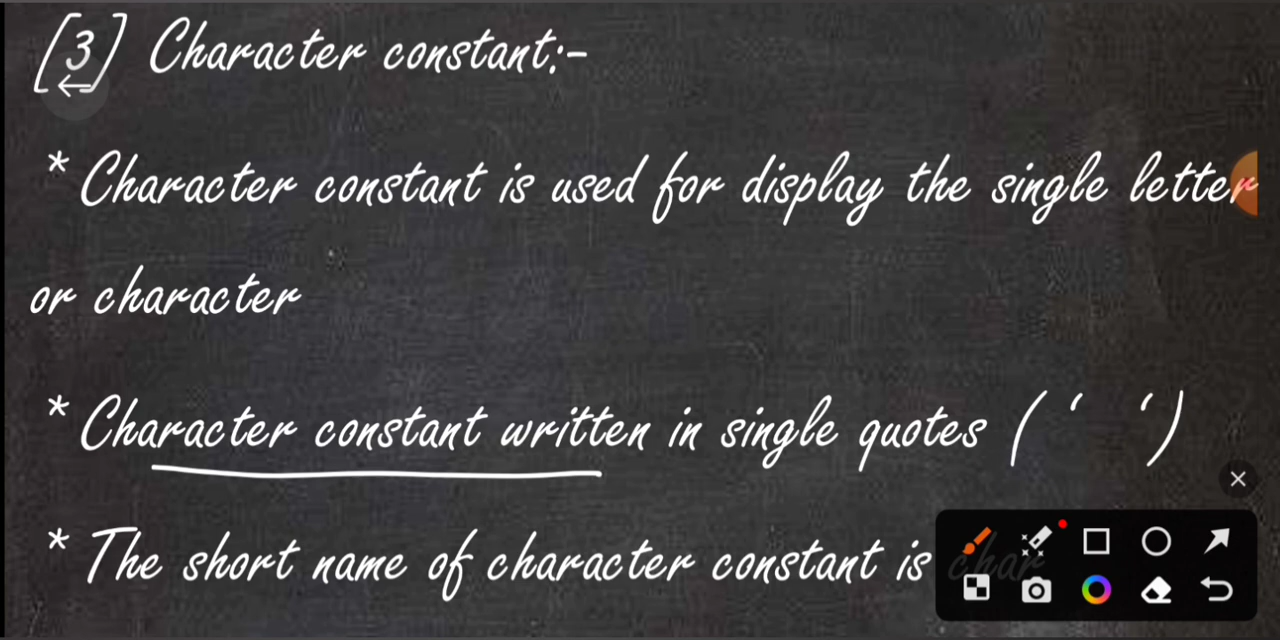 [3] Character constant:-
* Character constant is used for display the single letter
or character
* Character constant written in single quotes ( ‘ ‘ )
* The short name of character constant is char